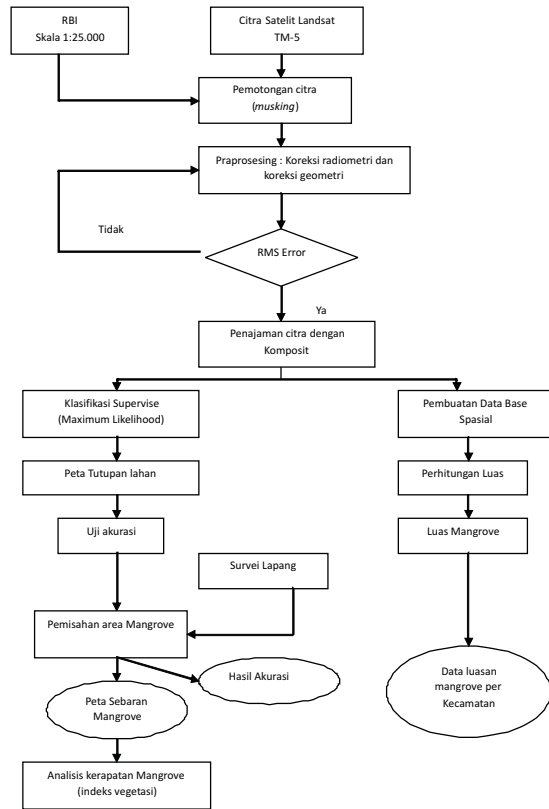 RBI
Skala 1:25.000
Citra Satelit Landsat
TM-5
Pemotongan citra
(musking)
Praprosesing : Koreksi radiometri dan
koreksi geometri
Tidak
RMS Error
Ya
Penajaman citra dengan
Komposit
Klasifikasi Supervise
(Maximum Likelihood)
Pembuatan Data Base
Spasial
Peta Tutupan lahan
Perhitungan Luas
Uji akurasi
Luas Mangrove
Survei Lapang
Pemisahan area Mangrove
Hasil Akurasi
Data luasan
mangrove per
Kecamatan
Peta Sebaran
Mangrove
Analisis kerapatan Mangrove
(indeks vegetasi)